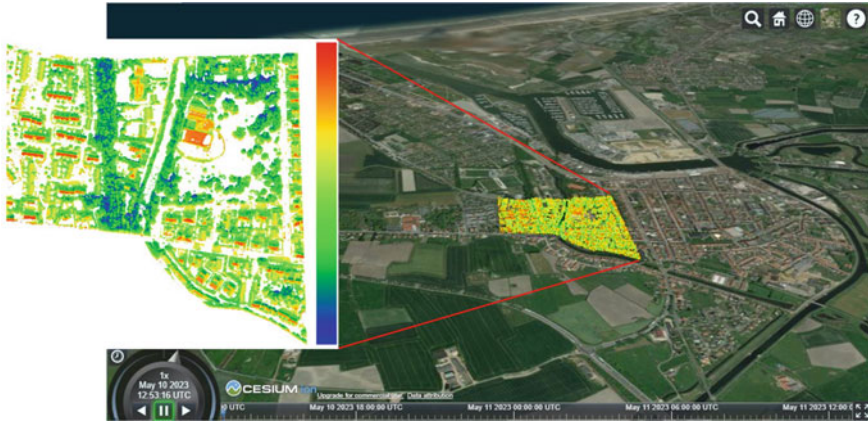 ?
1x
May 10 2023
12:53:16 UTC
CESIUM ion
Upgrade for commercial use. Data attribution
UTC
May 10 2023 18:00:00 UTC
May 11 2023 00:00:00 UTC
May 11 2023 06:00:00 UTC
May 11 2023 12:0